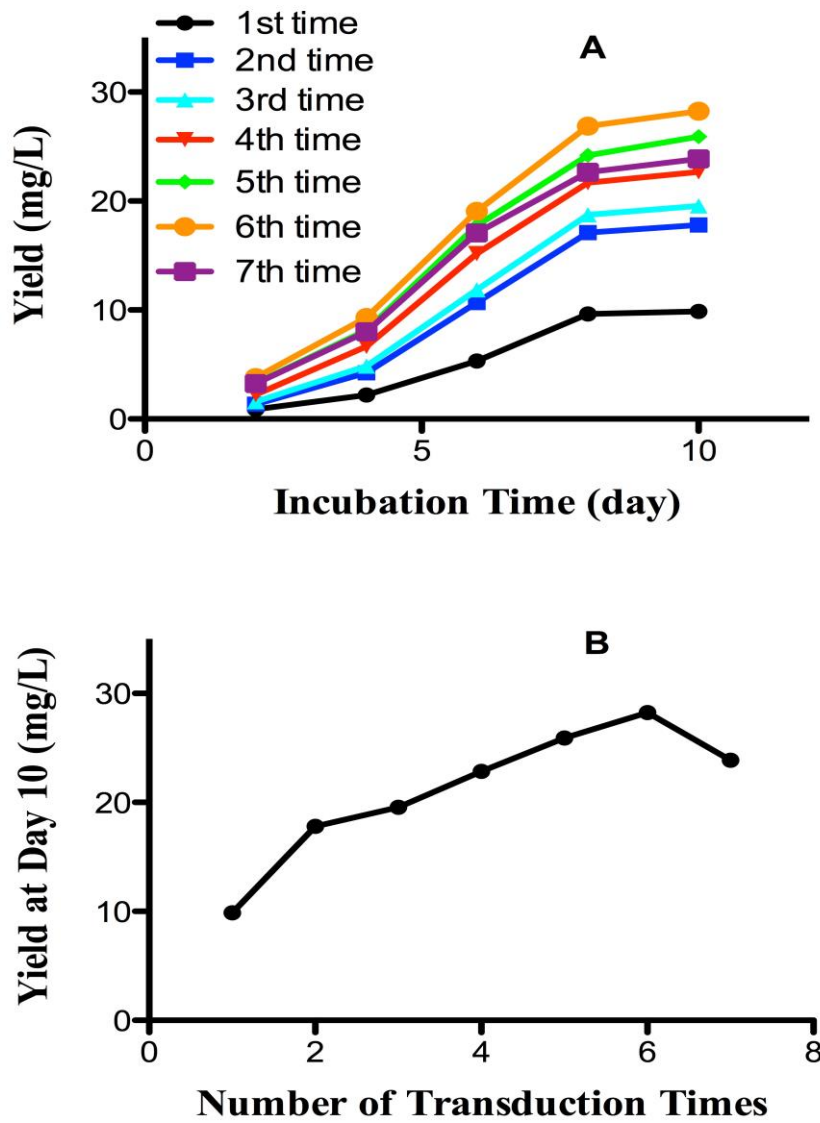 1st time
2nd time
3rd time
4th time
5th time
6th time
7th time
A
Yield (mg/L)
30
20
10
0
0 5 10
Incubation Time (day)
B
Yield at Day 10 (mg/L)
30
20
10
0
0 2 4 6 8
Number of Transduction Times